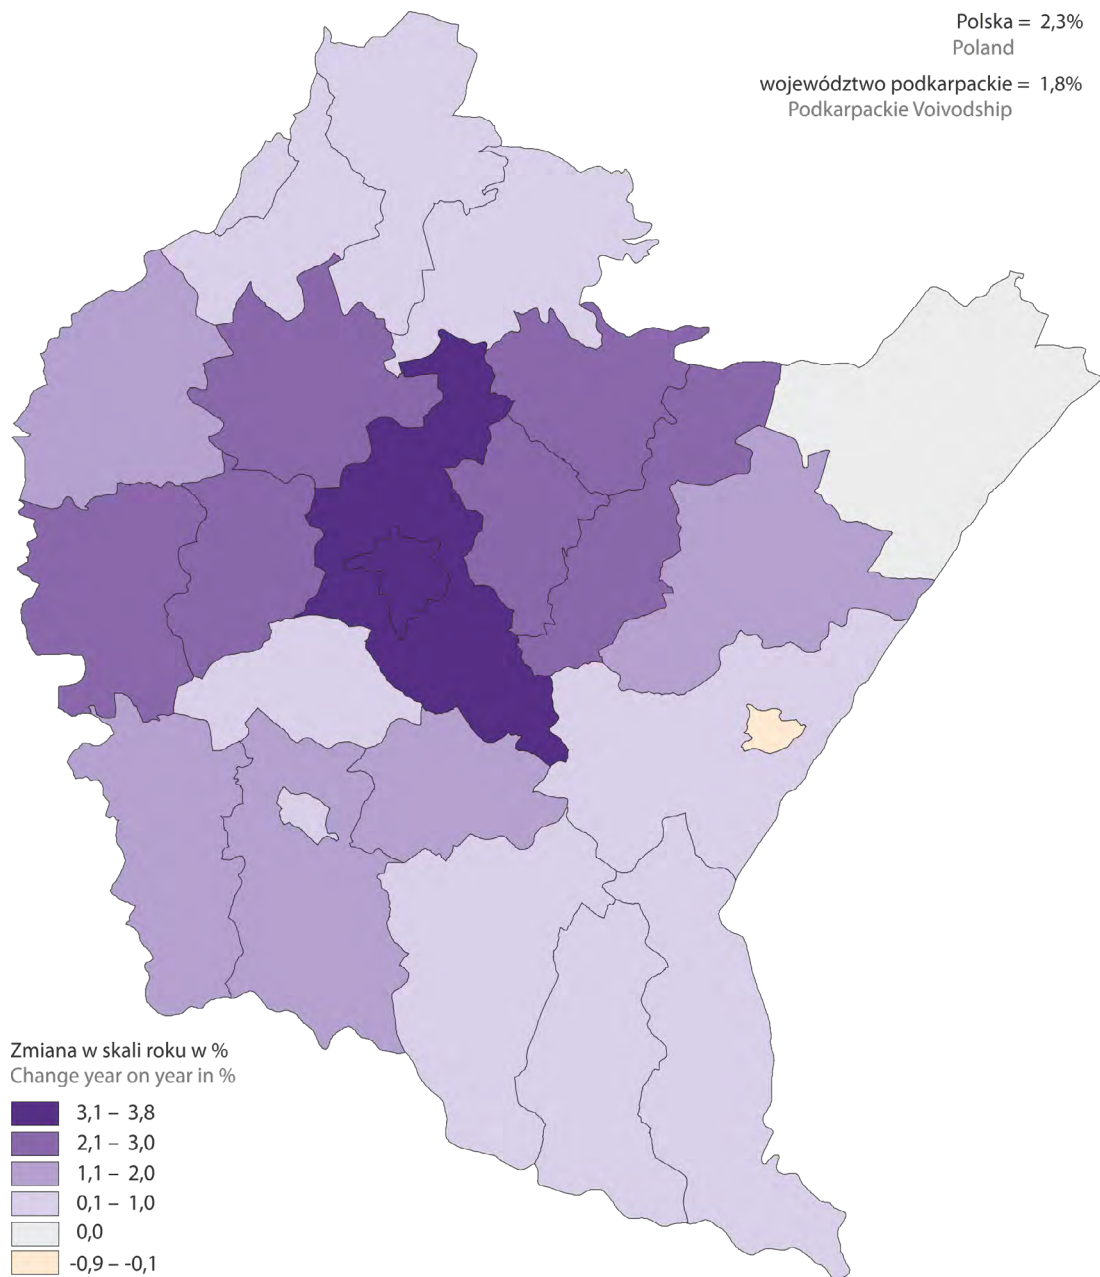 Polska = 2,3%
Poland
województwo podkarpackie = 1,8%
Podkarpackie Voivodship
Zmiana w skali roku w %
Change year on year in %
3,1 – 3,8
2,1 – 3,0
1,1 – 2,0
0,1 – 1,0
0,0
-0,9 – -0,1